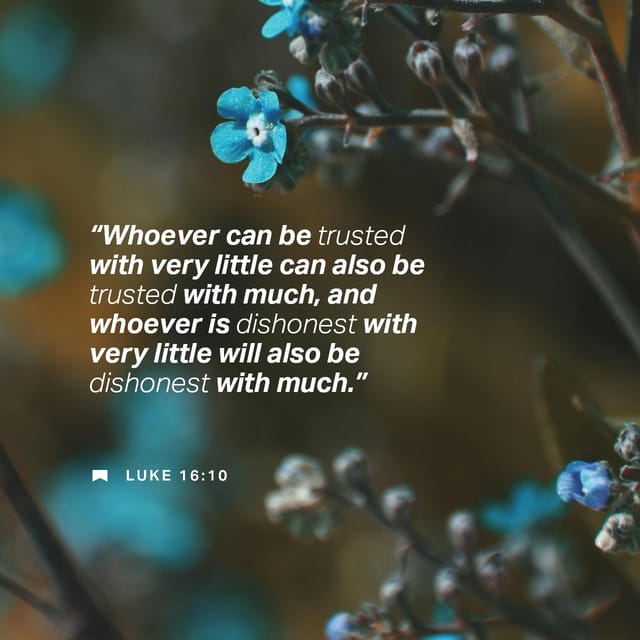 “Whoever can be trusted
with very little can also be
trusted with much, and
whoever is dishonest with
very little will also be
dishonest with much.”
LUKE 16:10